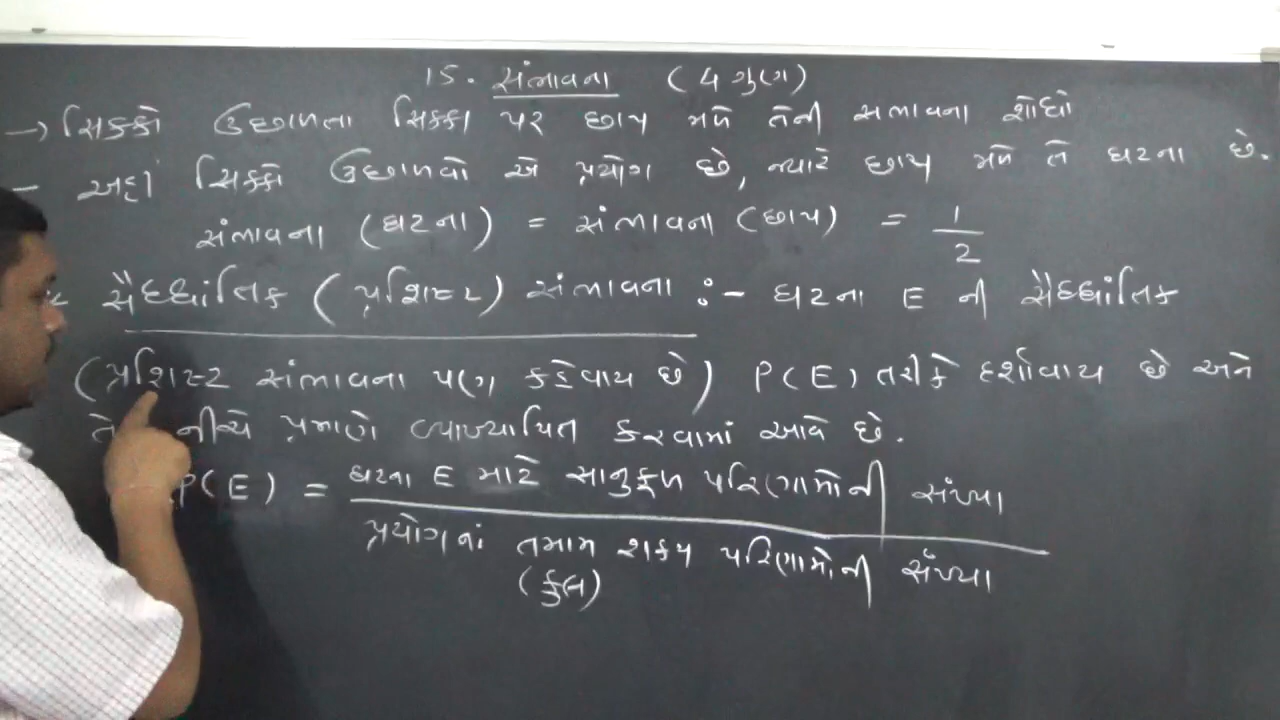 15. સંભાવના (4 ગુણ)
→ સિક્કો ઉછાળતા સિક્કા પર છાપ મળે તેની સંભાવના શોધો
- અહીં સિક્કો ઉછાળવો એ પ્રયોગ છે, જ્યારે છાપ મળે તે ઘટના છે.
સંભાવના (ઘટના) = સંભાવના (છાપ) = 1/2
સૈધ્ધાંતિક (પ્રશિષ્ટ) સંભાવના :- ઘટના E ની સૈધ્ધાંતિક
(પ્રશિષ્ટ સંભાવના પણ કહેવાય છે) P(E) તરીકે દર્શાવાય છે અને
તે નીચે પ્રમાણે વ્યાખ્યાયિત કરવામાં આવે છે.
P(E) = ઘટના E માટે સાનુકૂળ પરિણામોની સંખ્યા
પ્રયોગનાં તમામ શક્ય પરિણામોની સંખ્યા
(કુલ)